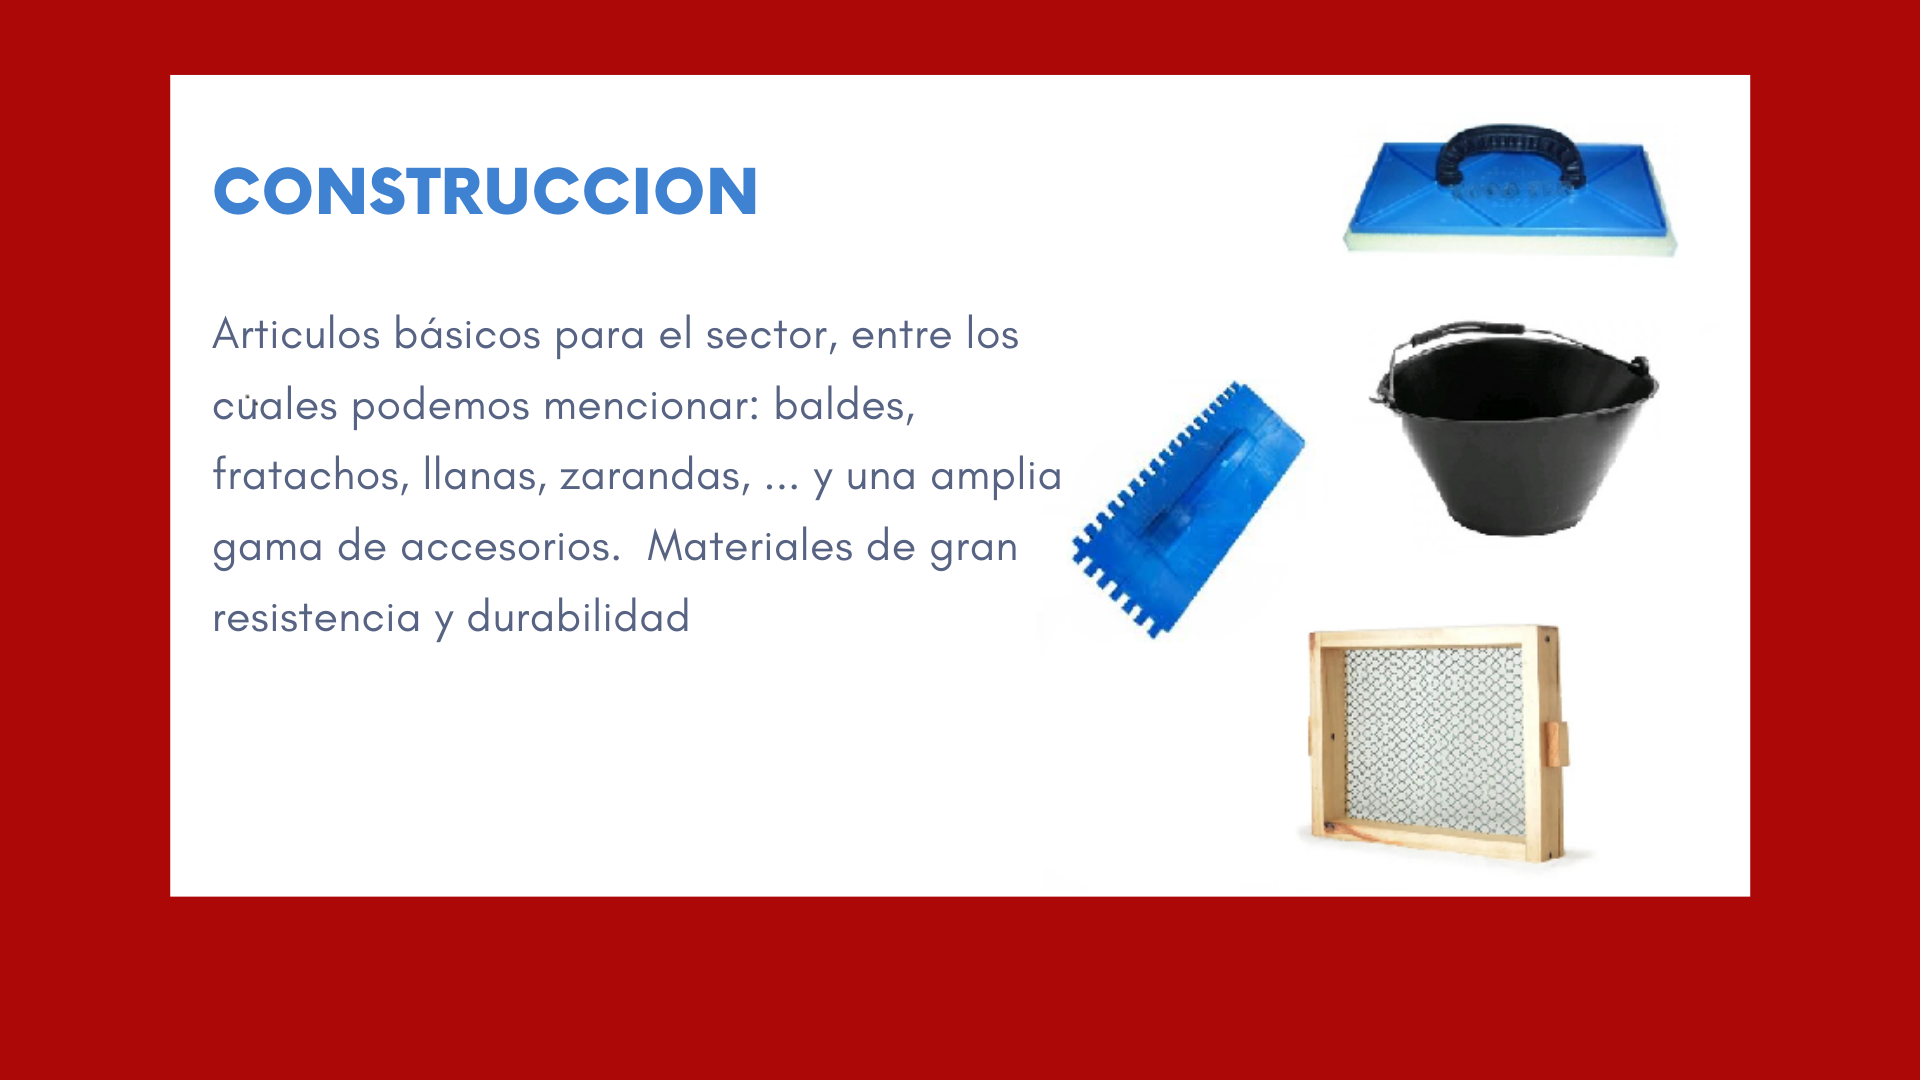 CONSTRUCCION
Articulos básicos para el sector, entre los
cuales podemos mencionar: baldes,
fratachos, llanas, zarandas, ... y una amplia
gama de accesorios.  Materiales de gran
resistencia y durabilidad